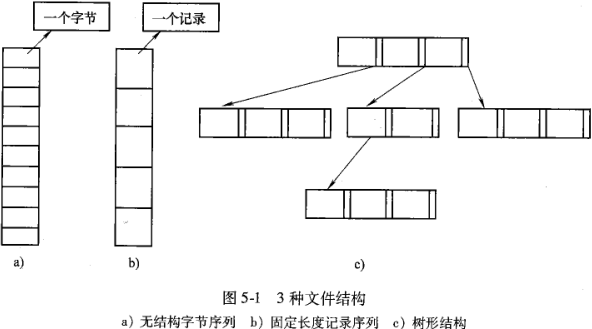 一个字节
一个记录
a)
b)
c)
图 5-1 3 种文件结构
a) 无结构字节序列 b) 固定长度记录序列 c) 树形结构